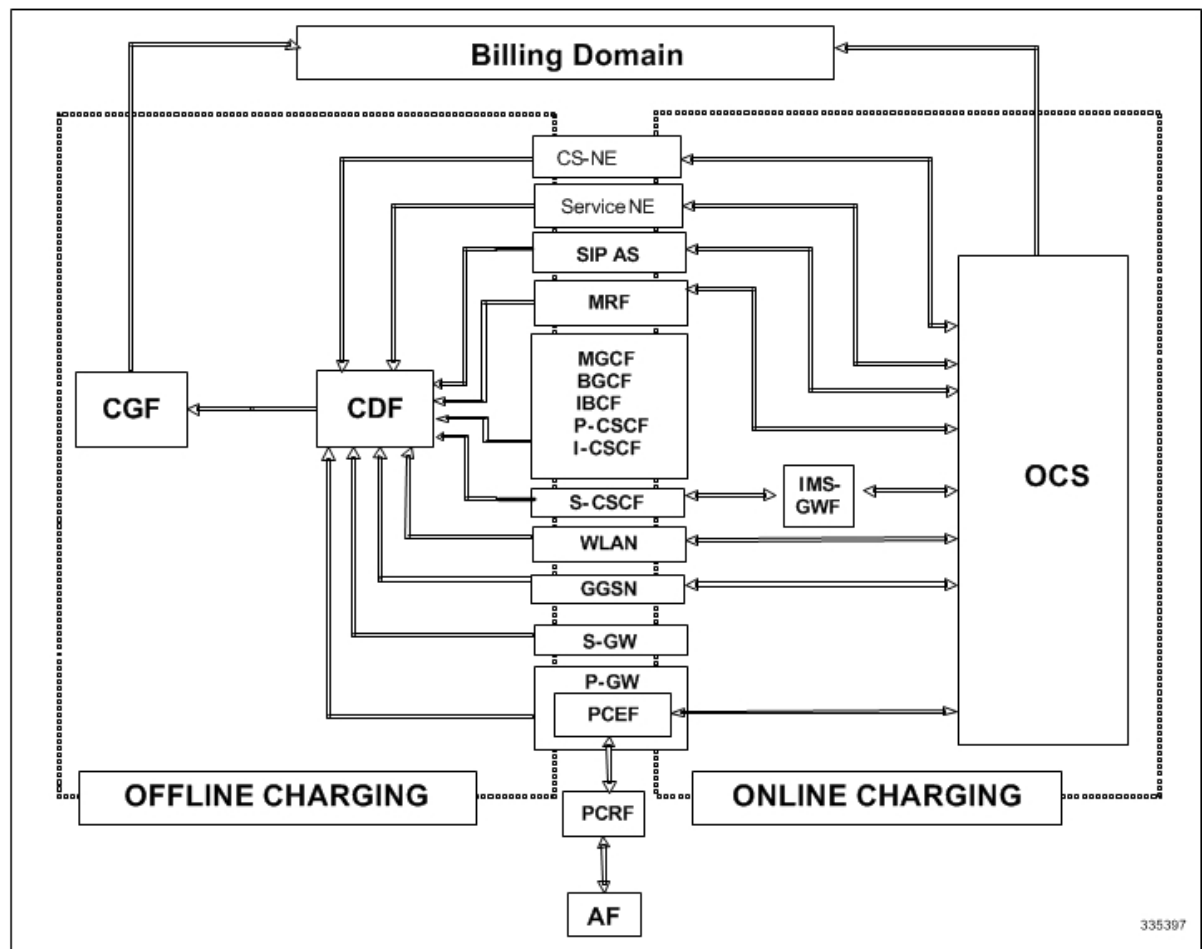 Billing Domain
CS-NE
Service NE
SIP AS
MRF
MGCF
BGCF
IBCF
P-CSCF
I-CSCF
CGF
CDF
OCS
S-CSCF
IMS-
GWF
WLAN
GGSN
S-GW
P-GW
PCEF
OFFLINE CHARGING
ONLINE CHARGING
PCRF
AF
335397